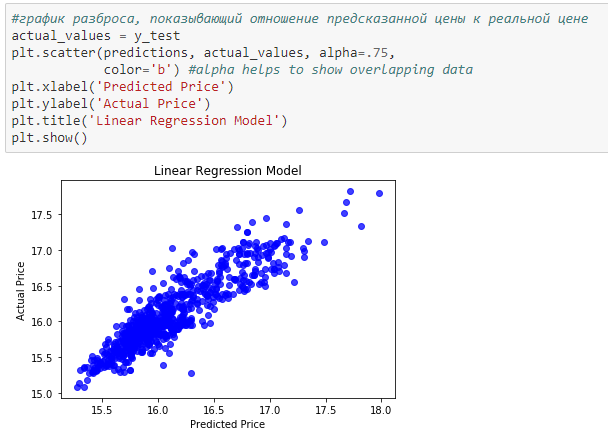 #график разброса, показывающий отношение предсказанной цены к реальной цене
actual_values = y_test
plt.scatter(predictions, actual_values, alpha=.75,
color='b') #alpha helps to show overlapping data
plt.xlabel('Predicted Price')
plt.ylabel('Actual Price')
plt.title('Linear Regression Model')
plt.show()
Linear Regression Model
Actual Price
17.5
17.0
16.5
16.0
15.5
15.0
15.5 16.0 16.5 17.0 17.5 18.0
Predicted Price